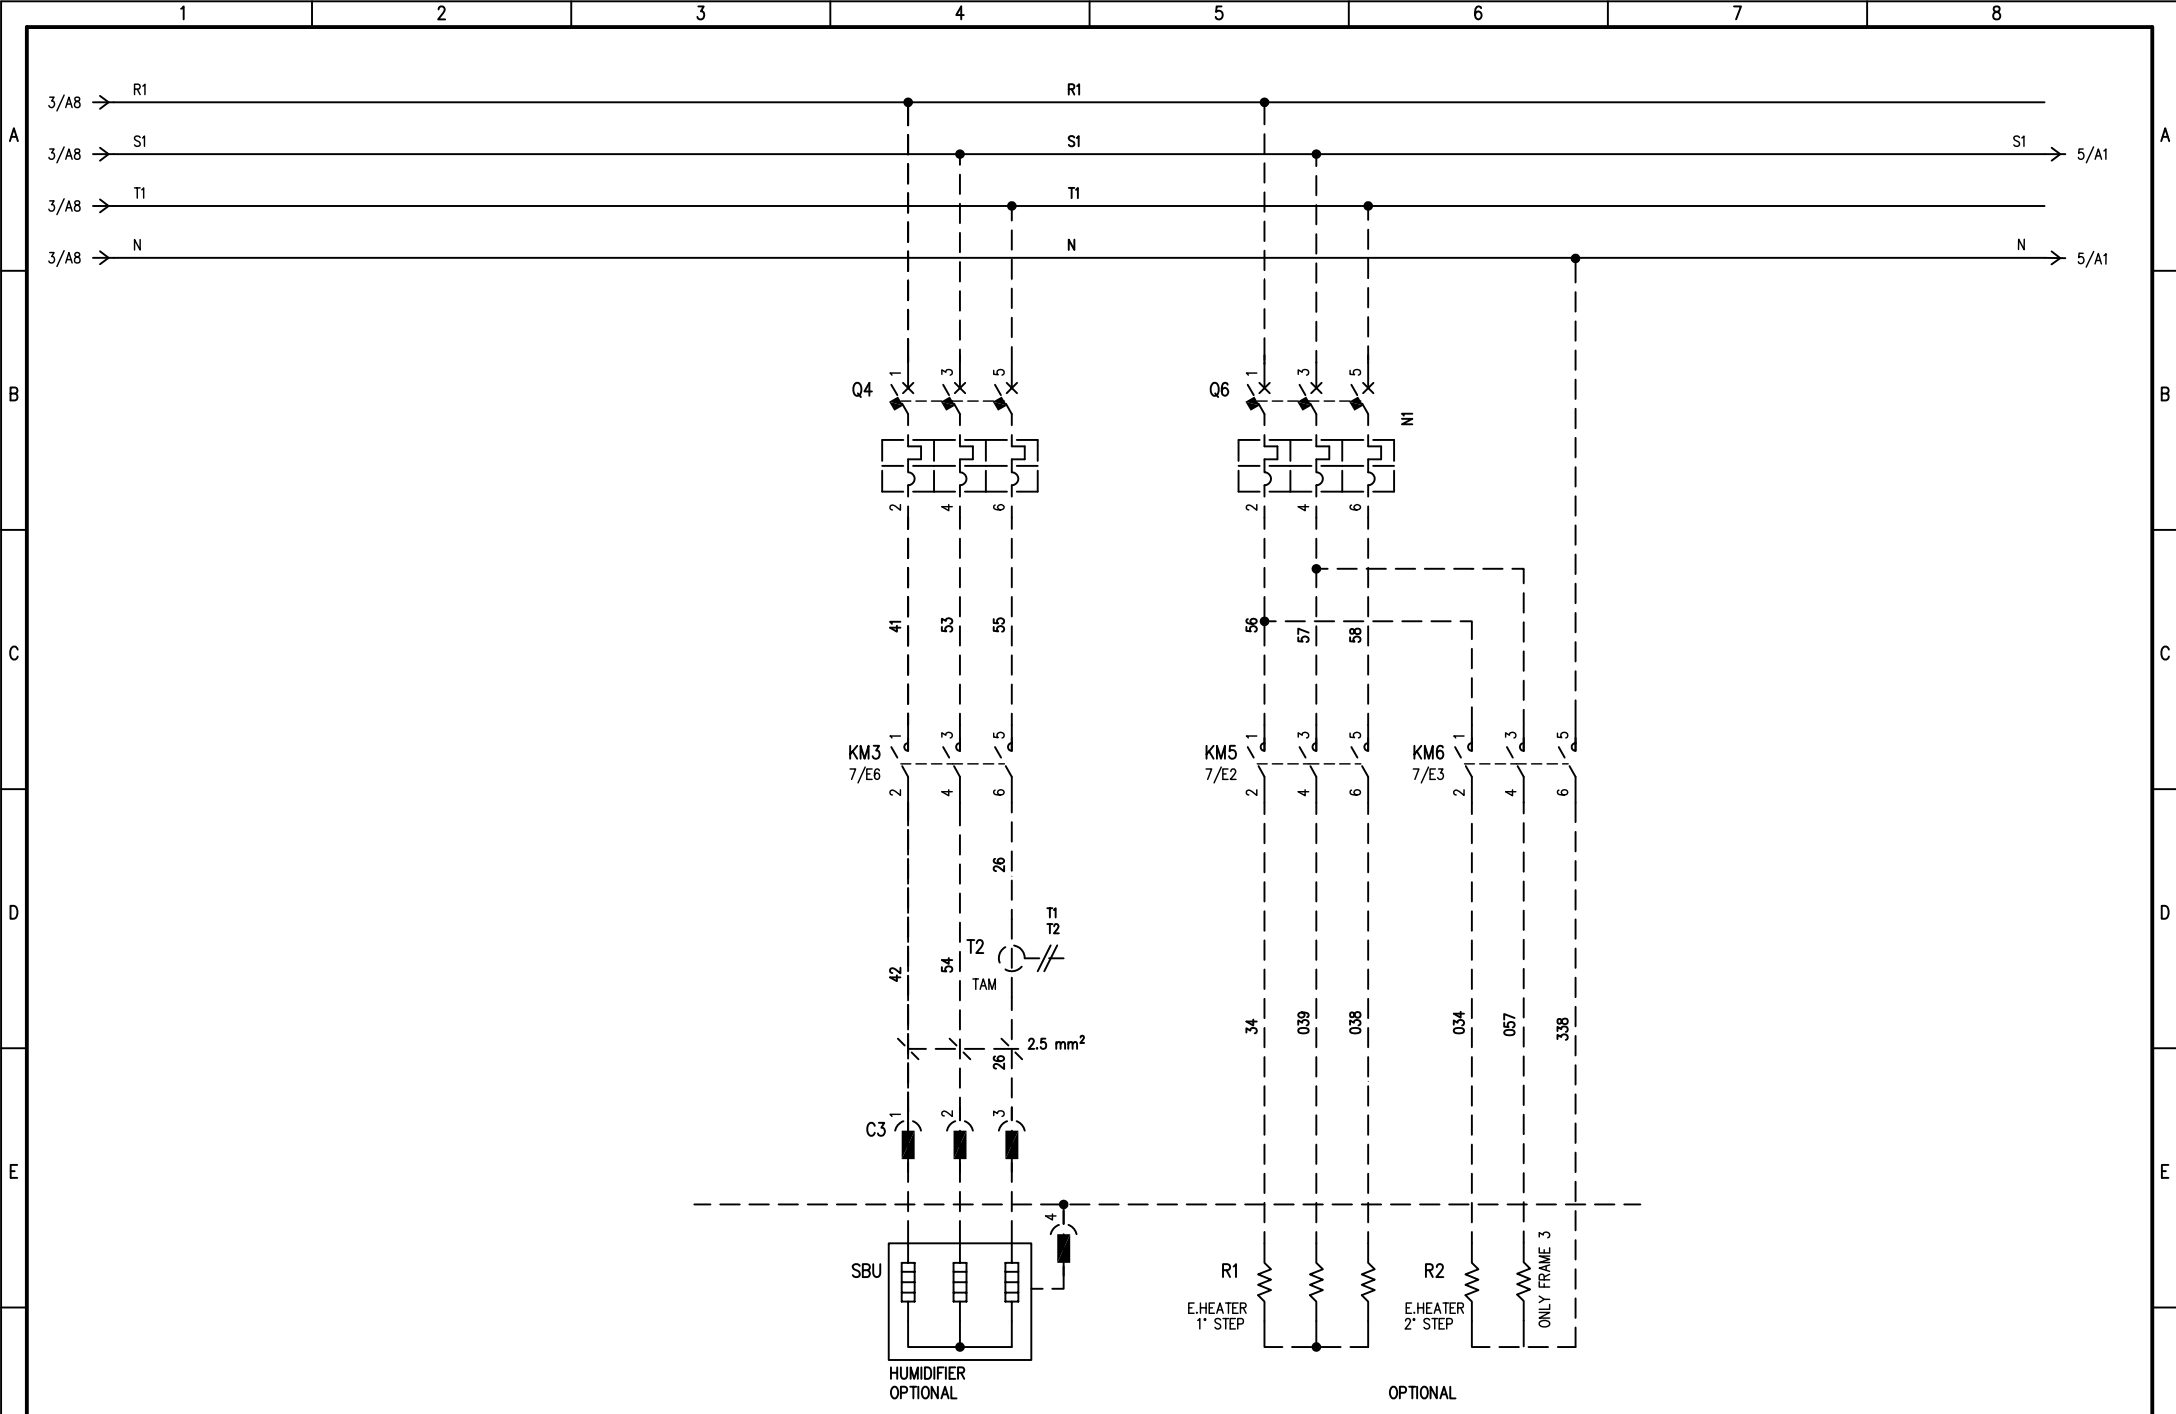 1 2 3 4 5 6 7 8
3/A8 R1 R1
A A
3/A8 S1 S1 S1 5/A1
3/A8 T1 T1
3/A8 N N N 5/A1
B B
Q4 1 3 5
Q6 1 3 5
N1
2 4 6
2 4 6
C C
41 53 55
56 57 58
KM3 1 3 5
7/E6
KM5 1 3 5
7/E2
KM6 1 3 5
7/E3
2 4 6
2 4 6
2 4 6
26
D D
T1
T2
T2
TAM
42 54
34 039 038
034 057 338
2.5 mm²
26
C3 1 2 3
E E
4
SBU
R1
E.HEATER
1° STEP
R2
E.HEATER
2° STEP
ONLY FRAME 3
HUMIDIFIER
OPTIONAL
OPTIONAL